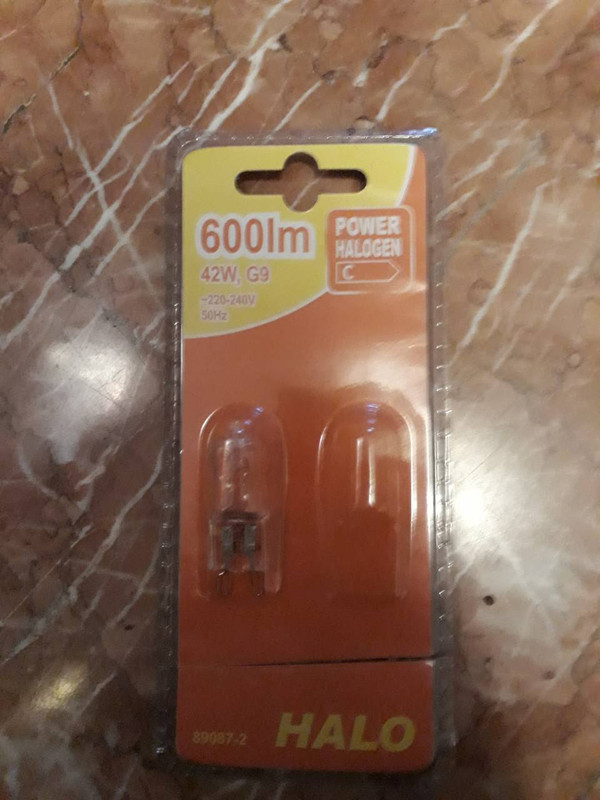 600lm
42W, G9
~220-240V
50Hz
POWER
HALOGEN
C
89087-2
HALO